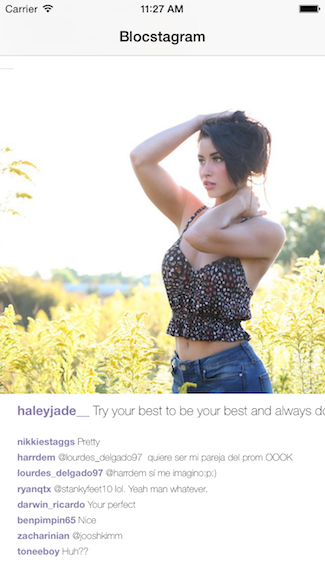 Carrier 11:27 AM
Blocstagram
haleyjade__ Try your best to be your best and always do
nikkiestaggs Pretty
harrdem @lourdes_delgado97 quiere ser mi pareja del prom OOOK
lourdes_delgado97 @harrdem sí me imagino:p:)
ryanqtx @stankyfeet10 lol. Yeah man whatever.
darwin_ricardo Your perfect
benpimpin65 Nice
zacharinian @jooshkimm
toneeboy Huh??